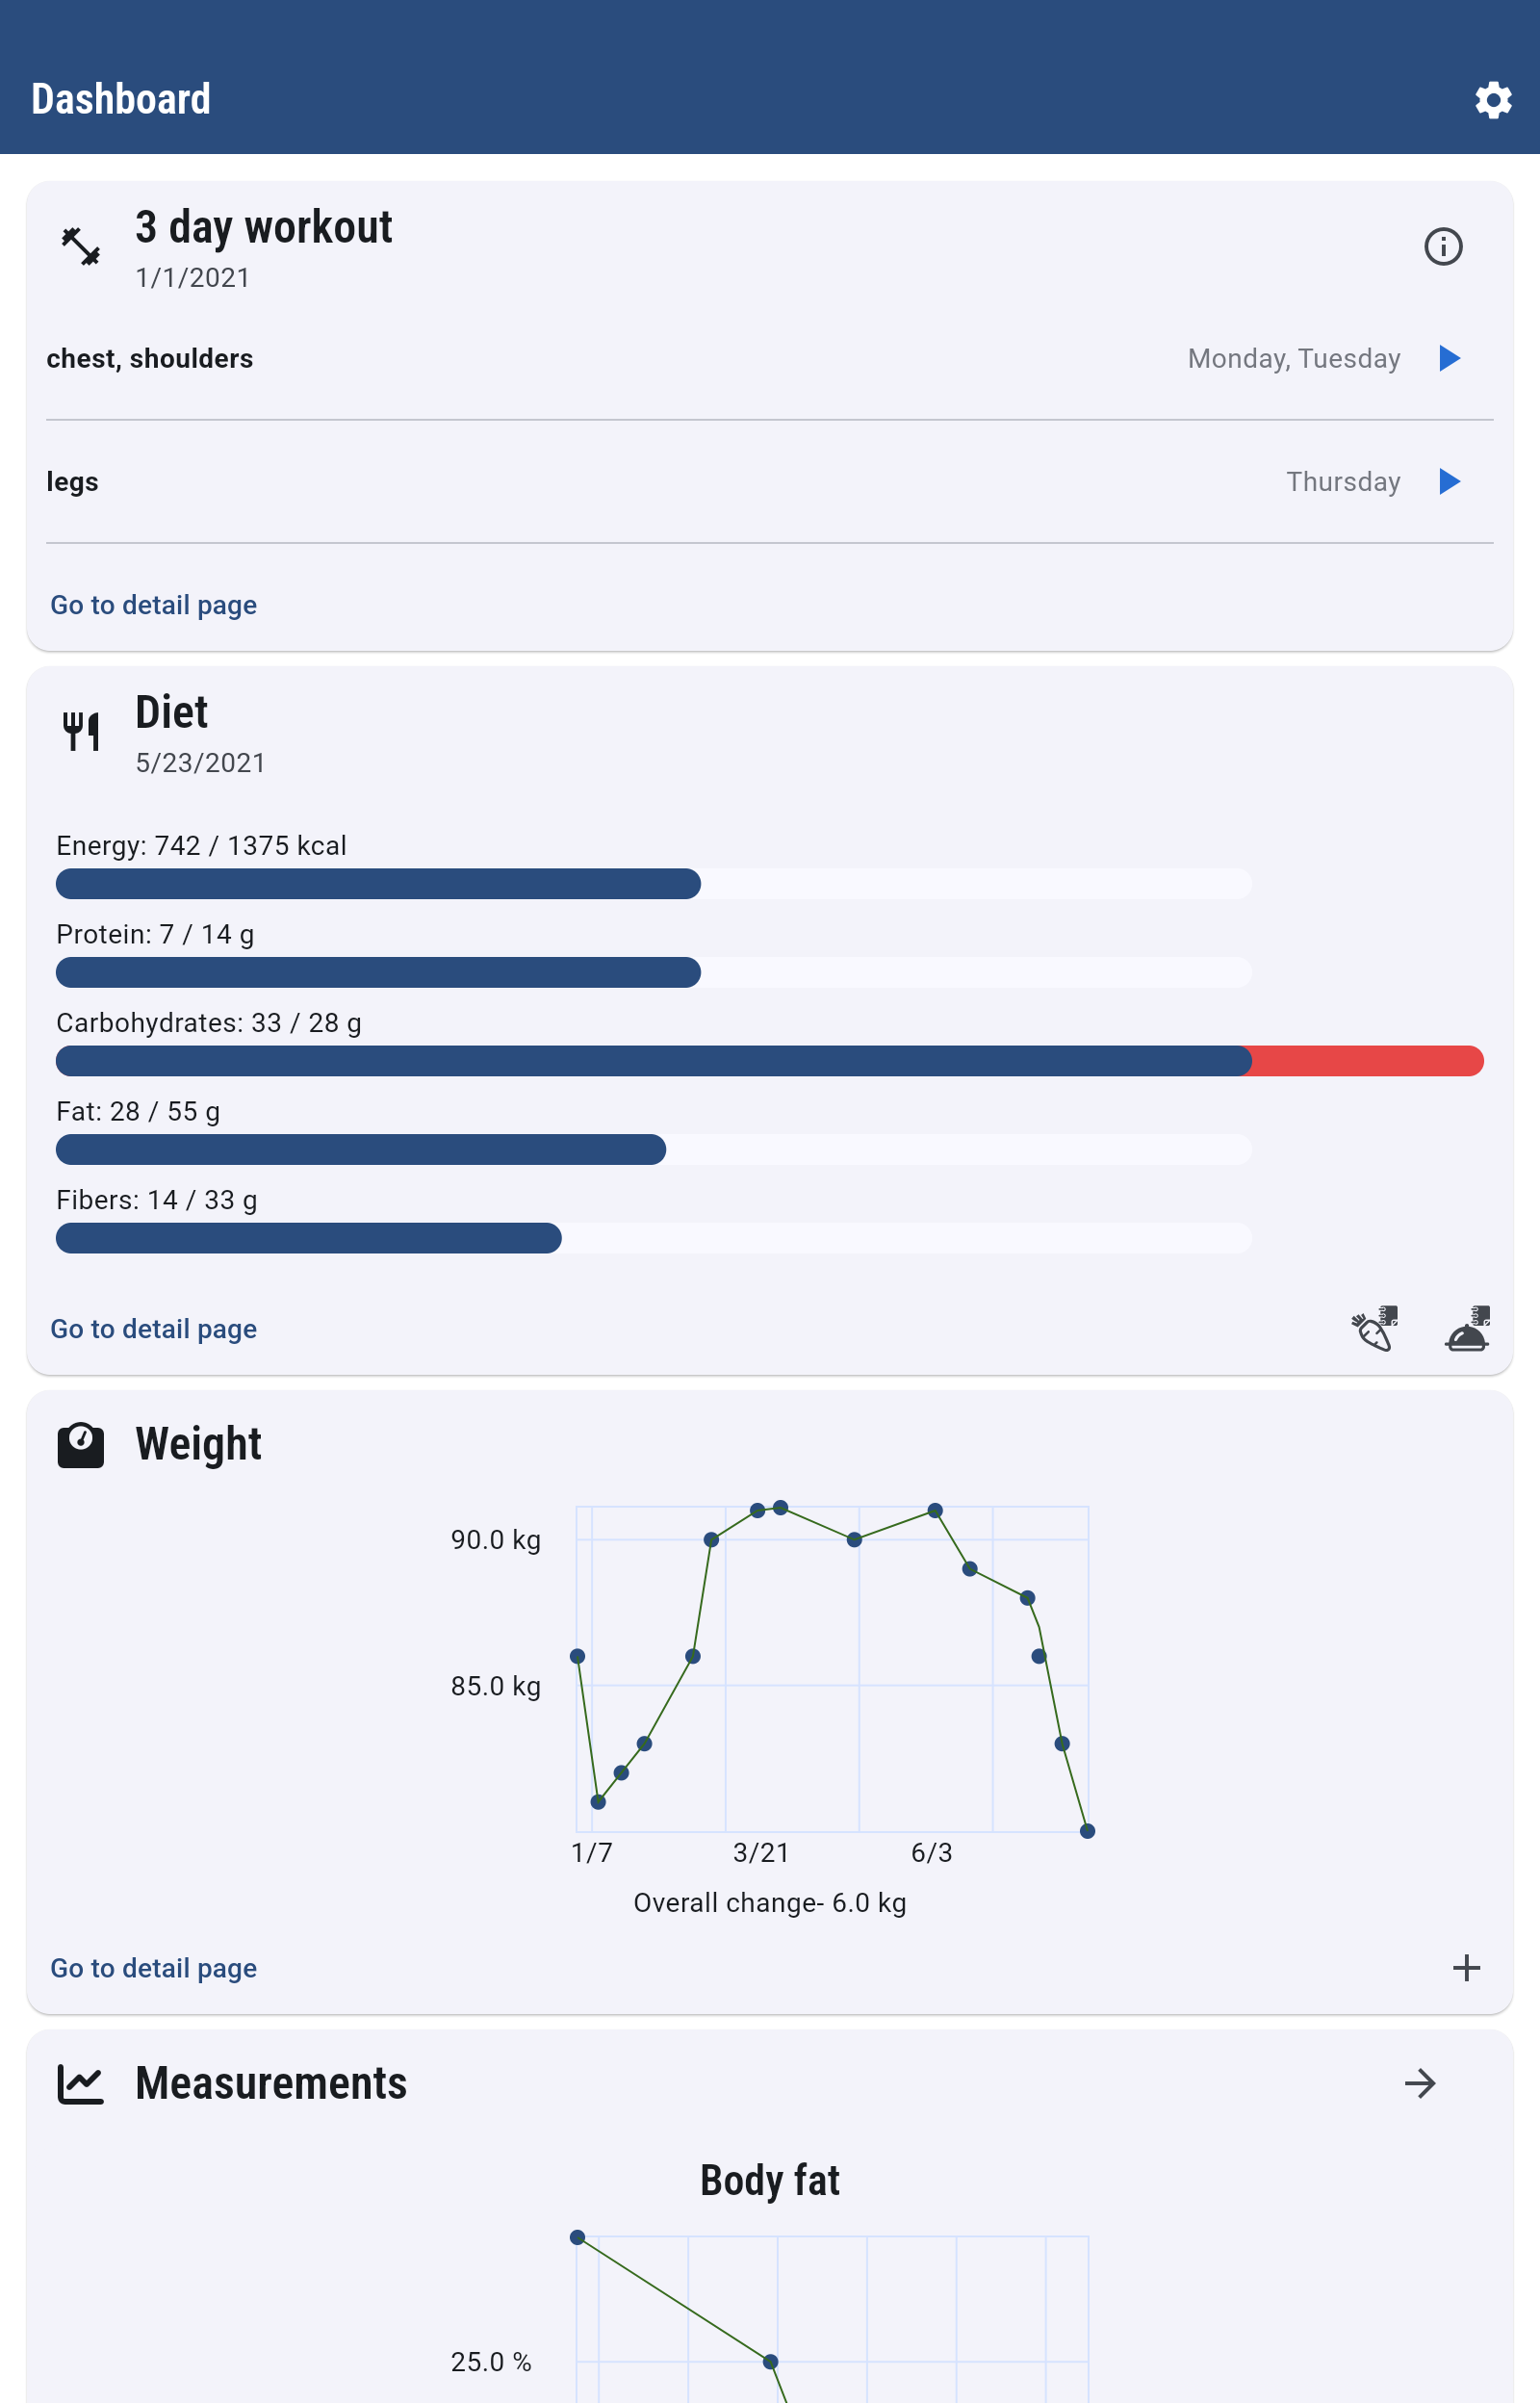 Dashboard
3 day workout
1/1/2021
chest, shoulders Monday, Tuesday
legs Thursday
Go to detail page
Diet
5/23/2021
Energy: 742 / 1375 kcal
Protein: 7 / 14 g
Carbohydrates: 33 / 28 g
Fat: 28 / 55 g
Fibers: 14 / 33 g
Go to detail page
Weight
90.0 kg
85.0 kg
1/7 3/21 6/3
Overall change- 6.0 kg
Go to detail page
Measurements
Body fat
25.0 %